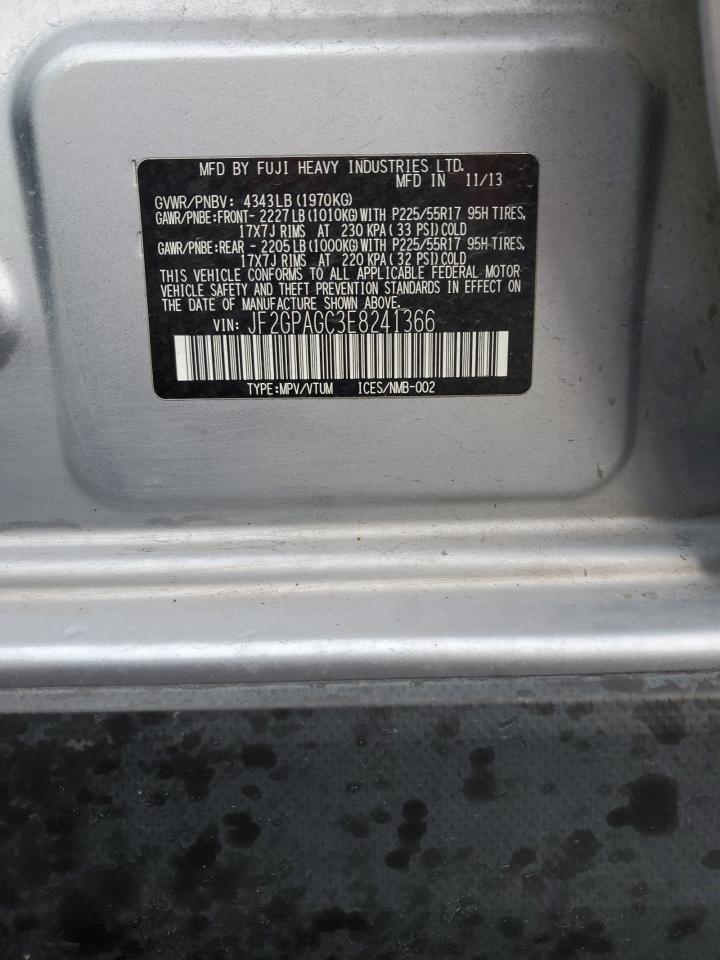 MFD BY FUJI HEAVY INDUSTRIES LTD.
MFD IN 11/13
GVWR/PNBV: 4343LB(1970KG)
GAWR/PNBE:FRONT- 2227LB(1010KG)WITH P225/55R17 95H TIRES,
17X7J RIMS AT 230 KPA(33 PSI)COLD
GAWR/PNBE:REAR - 2205LB(1000KG)WITH P225/55R17 95H TIRES,
17X7J RIMS AT 220 KPA(32 PSI)COLD
THIS VEHICLE CONFORMS TO ALL APPLICABLE FEDERAL MOTOR
VEHICLE SAFETY AND THEFT PREVENTION STANDARDS IN EFFECT
ON THE DATE OF MANUFACTURE SHOWN ABOVE.
VIN: JF2GPAGC3E8241366
TYPE:MPV/VTUM ICES/NMB-002